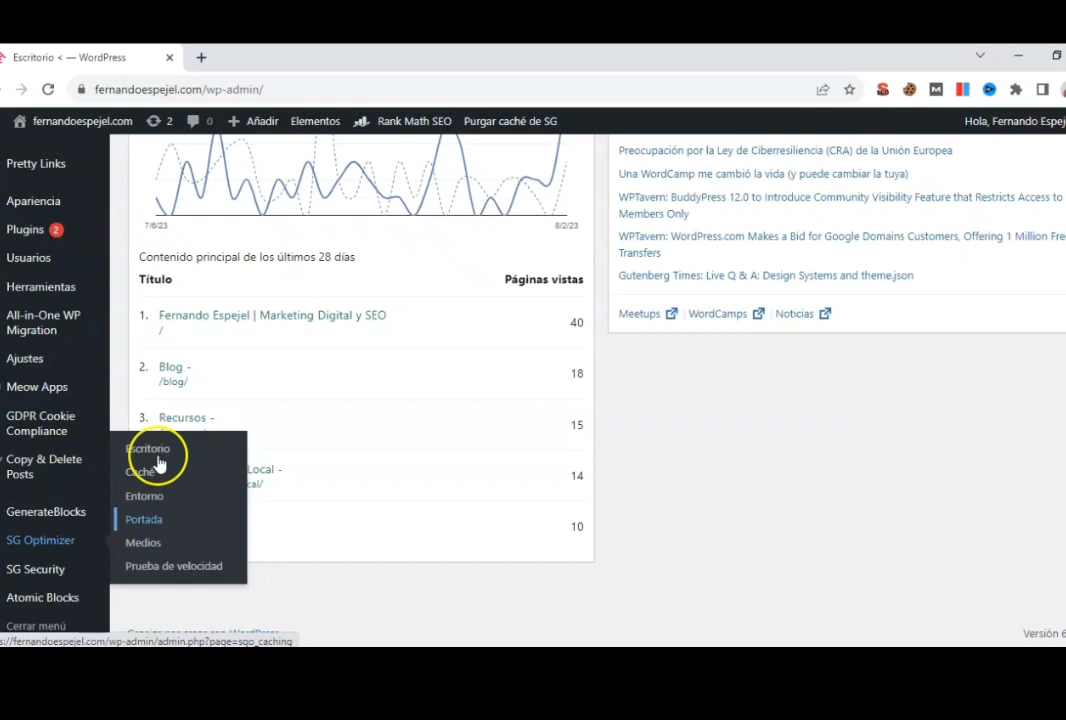 Escritorio < — WordPress
fernandoespejel.com/wp-admin/
fernandoespejel.com
2
0
Añadir
Elementos
Rank Math SEO
Purgar caché de SG
Hola, Fernando Espej
Pretty Links
Apariencia
Plugins 2
Usuarios
Herramientas
All-in-One WP
Migration
Ajustes
Meow Apps
GDPR Cookie
Compliance
Copy & Delete
Posts
GenerateBlocks
SG Optimizer
SG Security
Atomic Blocks
Cerrar menú
Escritorio
Caché
Entorno
Portada
Medios
Prueba de velocidad
7/6/23
8/2/23
Contenido principal de los últimos 28 días
Título
Páginas vistas
1. Fernando Espejel | Marketing Digital y SEO
/
40
2. Blog -
/blog/
18
3. Recursos -
15
Local -
cal/
14
10
Preocupación por la Ley de Ciberresiliencia (CRA) de la Unión Europea
Una WordCamp me cambió la vida (y puede cambiar la tuya)
WPTavern: BuddyPress 12.0 to Introduce Community Visibility Feature that Restricts Access to
Members Only
WPTavern: WordPress.com Makes a Bid for Google Domains Customers, Offering 1 Million Fre
Transfers
Gutenberg Times: Live Q & A: Design Systems and theme.json
Meetups | WordCamps | Noticias
Versión 6
s://fernandoespejel.com/wp-admin/admin.php?page=sgo_caching